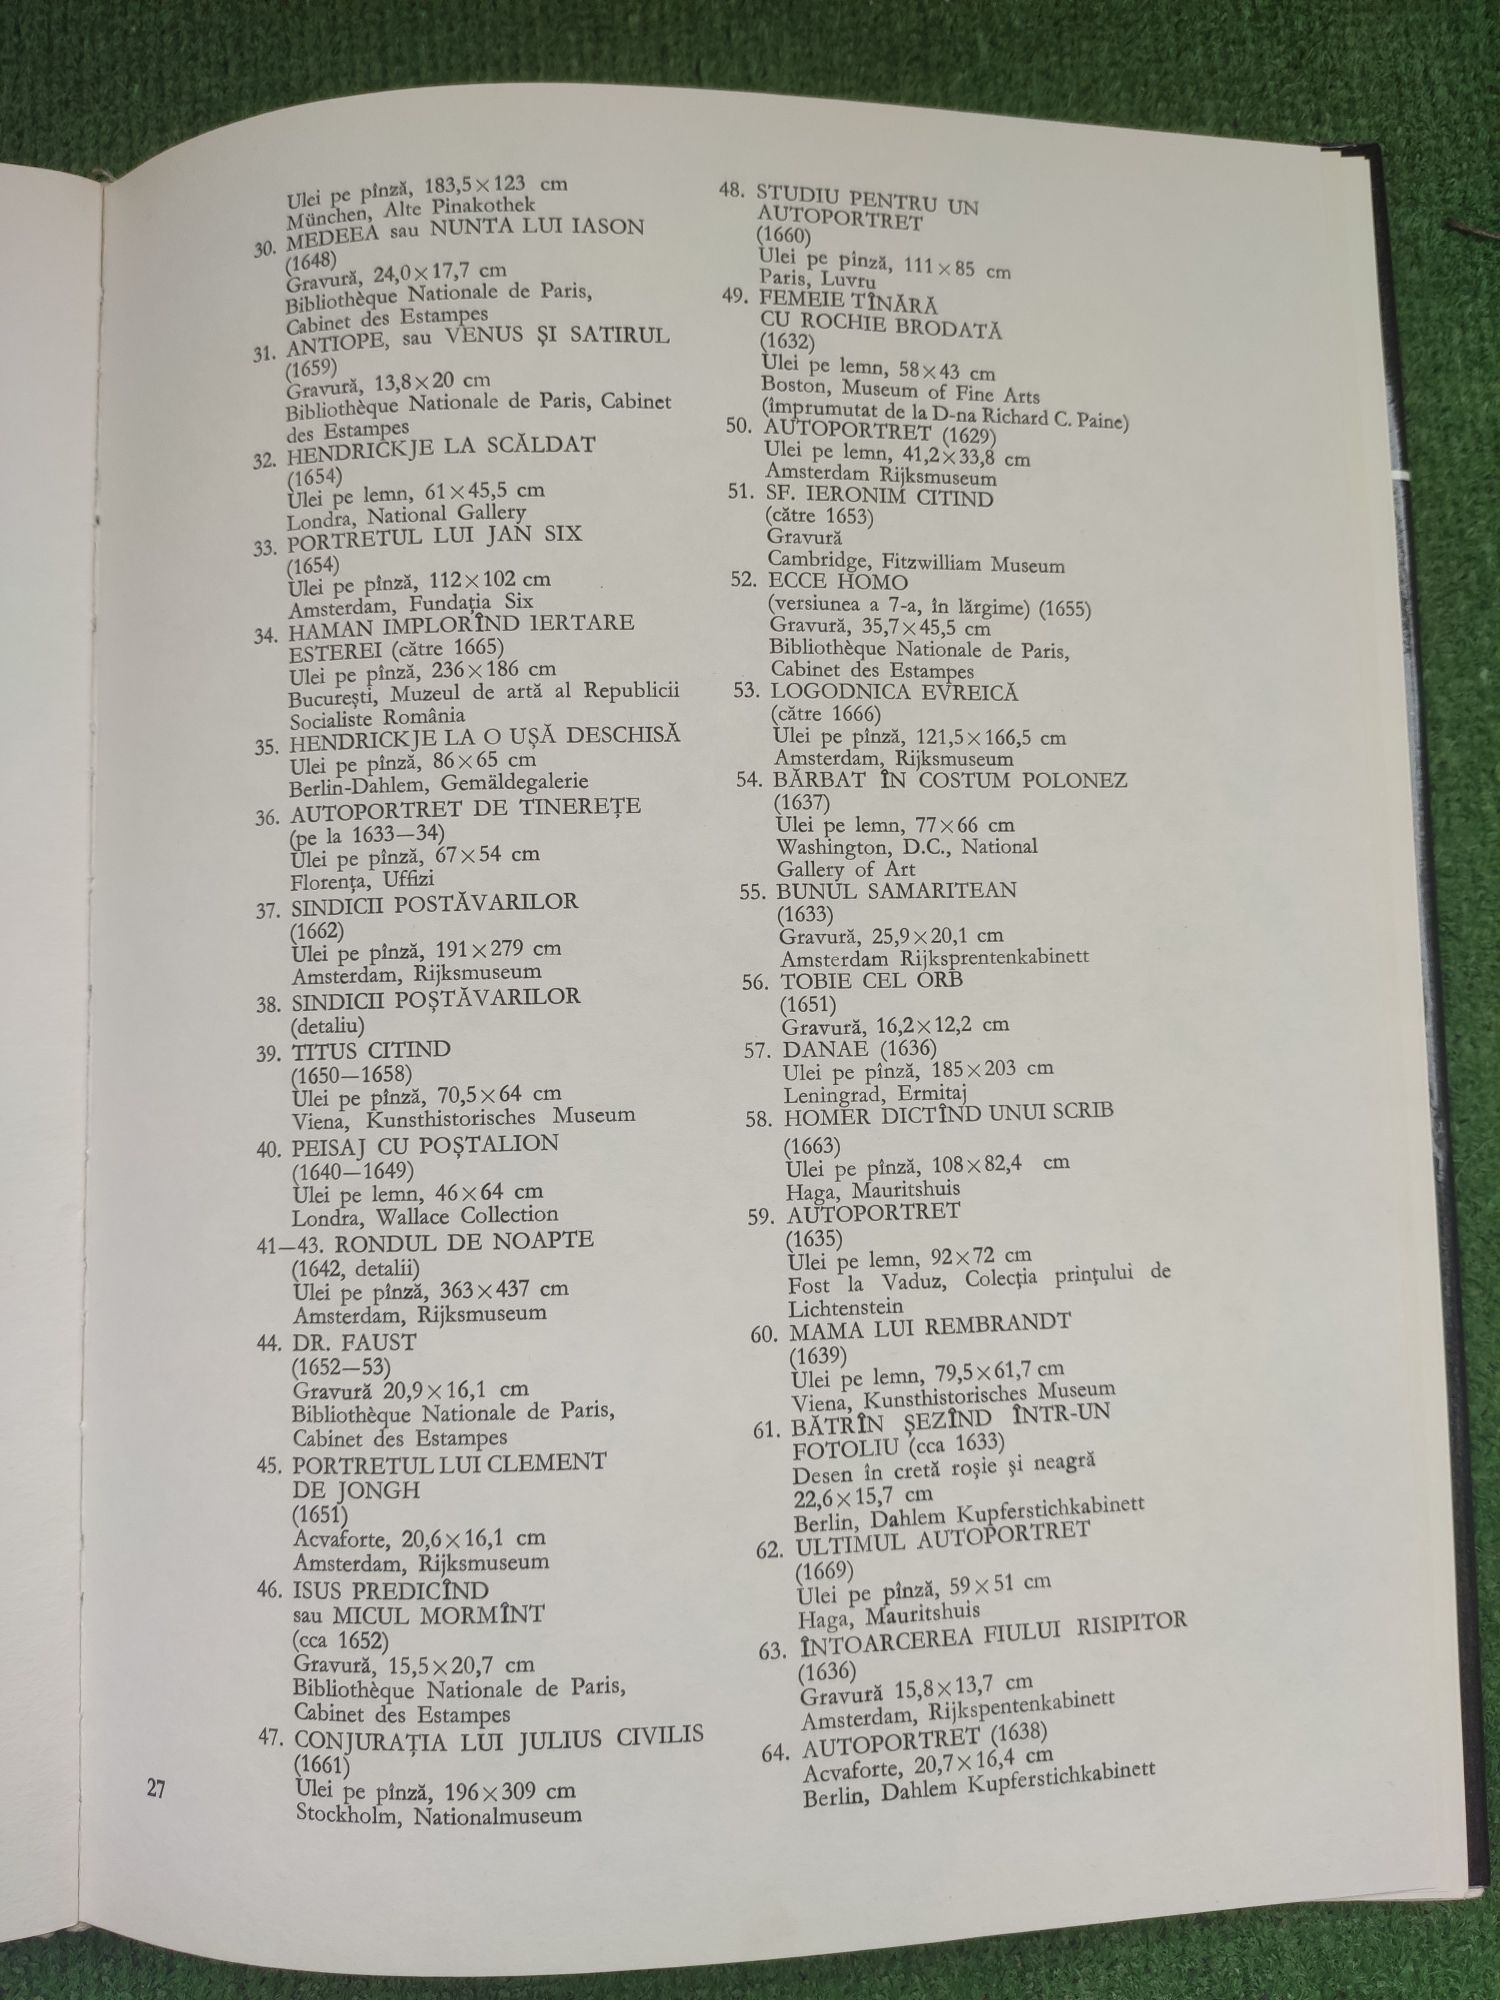 Ulei pe pînză, 183,5×123 cm
München, Alte Pinakothek
30. MEDEEA sau NUNTA LUI IASON
(1648)
Gravură, 24,0×17,7 cm
Bibliothèque Nationale de Paris,
Cabinet des Estampes
31. ANTIOPE, sau VENUS ȘI SATIRUL
(1659)
Gravură, 13,8×20 cm
Bibliothèque Nationale de Paris, Cabinet
des Estampes
32. HENDRICKJE LA SCĂLDAT
(1654)
Ulei pe lemn, 61×45,5 cm
Londra, National Gallery
33. PORTRETUL LUI JAN SIX
(1654)
Ulei pe pînză, 112×102 cm
Amsterdam, Fundația Six
34. HAMAN IMPLORÎND IERTARE
ESTEREI (către 1665)
Ulei pe pînză, 236×186 cm
București, Muzeul de artă al Republicii
Socialiste România
35. HENDRICKJE LA O UȘĂ DESCHISĂ
Ulei pe pînză, 86×65 cm
Berlin-Dahlem, Gemäldegalerie
36. AUTOPORTRET DE TINEREȚE
(pe la 1633—34)
Ulei pe pînză, 67×54 cm
Florența, Uffizi
37. SINDICII POSTĂVARILOR
(1662)
Ulei pe pînză, 191×279 cm
Amsterdam, Rijksmuseum
38. SINDICII POȘTĂVARILOR
(detaliu)
39. TITUS CITIND
(1650—1658)
Ulei pe pînză, 70,5×64 cm
Viena, Kunsthistorisches Museum
40. PEISAJ CU POȘTALION
(1640—1649)
Ulei pe lemn, 46×64 cm
Londra, Wallace Collection
41—43. RONDUL DE NOAPTE
(1642, detalii)
Ulei pe pînză, 363×437 cm
Amsterdam, Rijksmuseum
44. DR. FAUST
(1652—53)
Gravură 20,9×16,1 cm
Bibliothèque Nationale de Paris,
Cabinet des Estampes
45. PORTRETUL LUI CLEMENT
DE JONGH
(1651)
Acvaforte, 20,6×16,1 cm
Amsterdam, Rijksmuseum
46. ISUS PREDICÎND
sau MICUL MORMÎNT
(cca 1652)
Gravură, 15,5×20,7 cm
Bibliothèque Nationale de Paris,
Cabinet des Estampes
47. CONJURAȚIA LUI JULIUS CIVILIS
(1661)
Ulei pe pînză, 196×309 cm
Stockholm, Nationalmuseum
48. STUDIU PENTRU UN
AUTOPORTRET
(1660)
Ulei pe pînză, 111×85 cm
Paris, Luvru
49. FEMEIE TÎNĂRĂ
CU ROCHIE BRODATĂ
(1632)
Ulei pe lemn, 58×43 cm
Boston, Museum of Fine Arts
(împrumutat de la D-na Richard C. Paine)
50. AUTOPORTRET (1629)
Ulei pe lemn, 41,2×33,8 cm
Amsterdam Rijksmuseum
51. SF. IERONIM CITIND
(către 1653)
Gravură
Cambridge, Fitzwilliam Museum
52. ECCE HOMO
(versiunea a 7-a, în lărgime) (1655)
Gravură, 35,7×45,5 cm
Bibliothèque Nationale de Paris,
Cabinet des Estampes
53. LOGODNICA EVREICĂ
(către 1666)
Ulei pe pînză, 121,5×166,5 cm
Amsterdam, Rijksmuseum
54. BĂRBAT ÎN COSTUM POLONEZ
(1637)
Ulei pe lemn, 77×66 cm
Washington, D.C., National
Gallery of Art
55. BUNUL SAMARITEAN
(1633)
Gravură, 25,9×20,1 cm
Amsterdam Rijksprentenkabinett
56. TOBIE CEL ORB
(1651)
Gravură, 16,2×12,2 cm
57. DANAE (1636)
Ulei pe pînză, 185×203 cm
Leningrad, Ermitaj
58. HOMER DICTÎND UNUI SCRIB
(1663)
Ulei pe pînză, 108×82,4 cm
Haga, Mauritshuis
59. AUTOPORTRET
(1635)
Ulei pe lemn, 92×72 cm
Fost la Vaduz, Colecția prințului de
Lichtenstein
60. MAMA LUI REMBRANDT
(1639)
Ulei pe lemn, 79,5×61,7 cm
Viena, Kunsthistorisches Museum
61. BĂTRÎN ȘEZÎND ÎNTR-UN
FOTOLIU (cca 1633)
Desen în cretă roșie și neagră
22,6×15,7 cm
Berlin, Dahlem Kupferstichkabinett
62. ULTIMUL AUTOPORTRET
(1669)
Ulei pe pînză, 59×51 cm
Haga, Mauritshuis
63. ÎNTOARCEREA FIULUI RISIPITOR
(1636)
Gravură 15,8×13,7 cm
Amsterdam, Rijkspentenkabinett
64. AUTOPORTRET (1638)
Acvaforte, 20,7×16,4 cm
Berlin, Dahlem Kupferstichkabinett
27